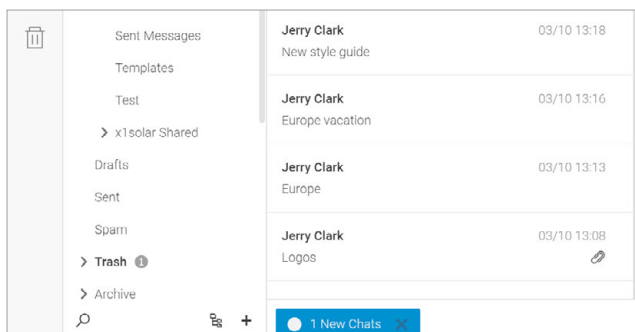 Sent Messages
Templates
Test
x1solar Shared
Drafts
Sent
Spam
Trash 1
Archive
Jerry Clark 03/10 13:18
New style guide
Jerry Clark 03/10 13:16
Europe vacation
Jerry Clark 03/10 13:13
Europe
Jerry Clark 03/10 13:08
Logos
1 New Chats